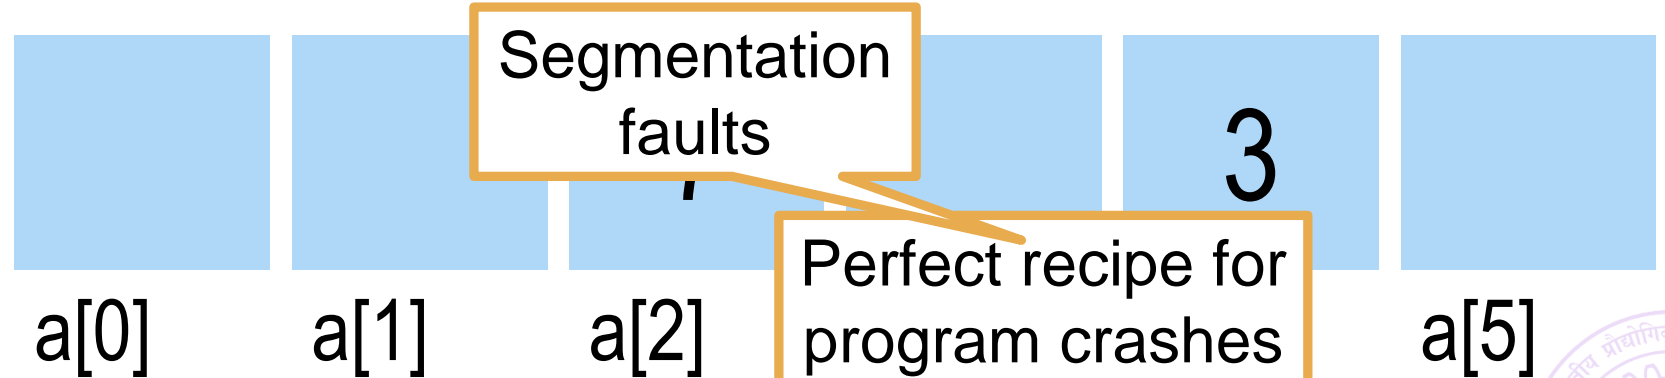 Segmentation
faults
3
Perfect recipe for
program crashes
a[0] a[1] a[2] a[5]